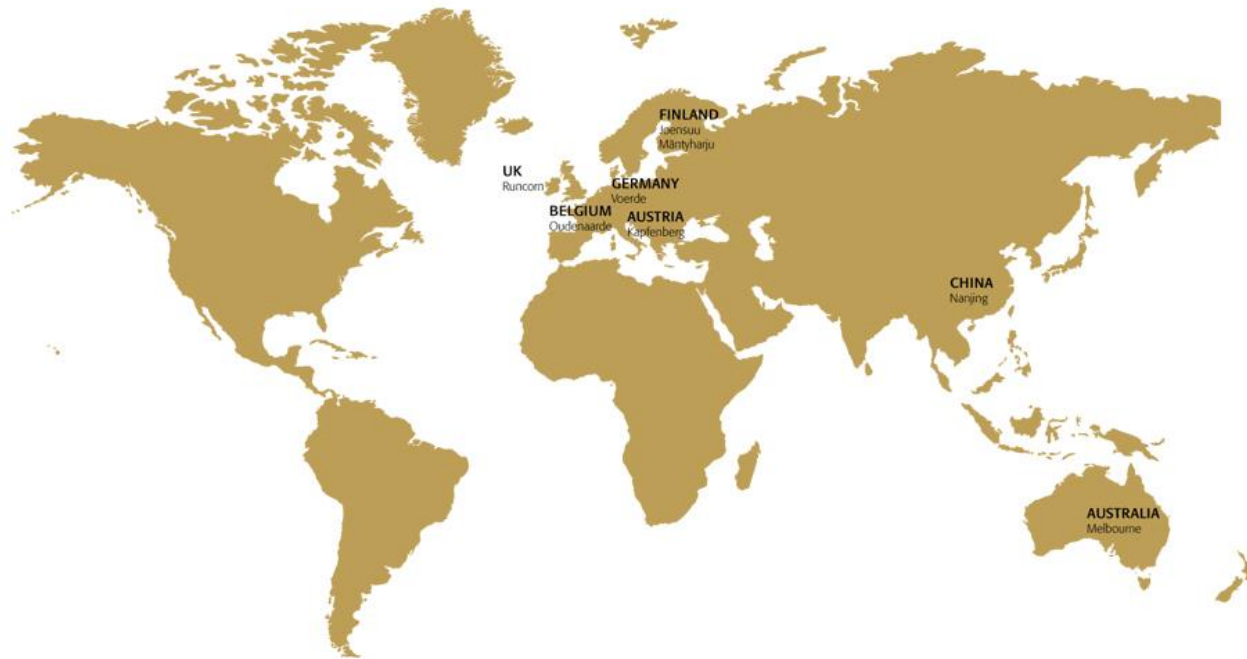 FINLAND
Joensuu
Mäntyharju
UK
Runcorn
GERMANY
Voerde
BELGIUM
Oudenaarde
AUSTRIA
Kapfenberg
CHINA
Nanjing
AUSTRALIA
Melbourne